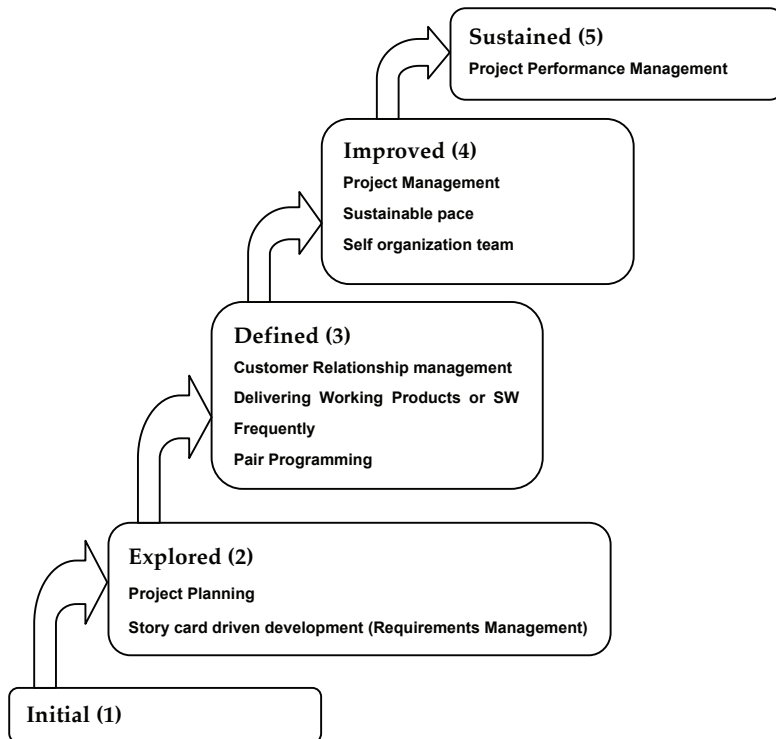 Sustained (5)
Project Performance Management
Improved (4)
Project Management
Sustainable pace
Self organization team
Defined (3)
Customer Relationship management
Delivering Working Products or SW
Frequently
Pair Programming
Explored (2)
Project Planning
Story card driven development (Requirements Management)
Initial (1)